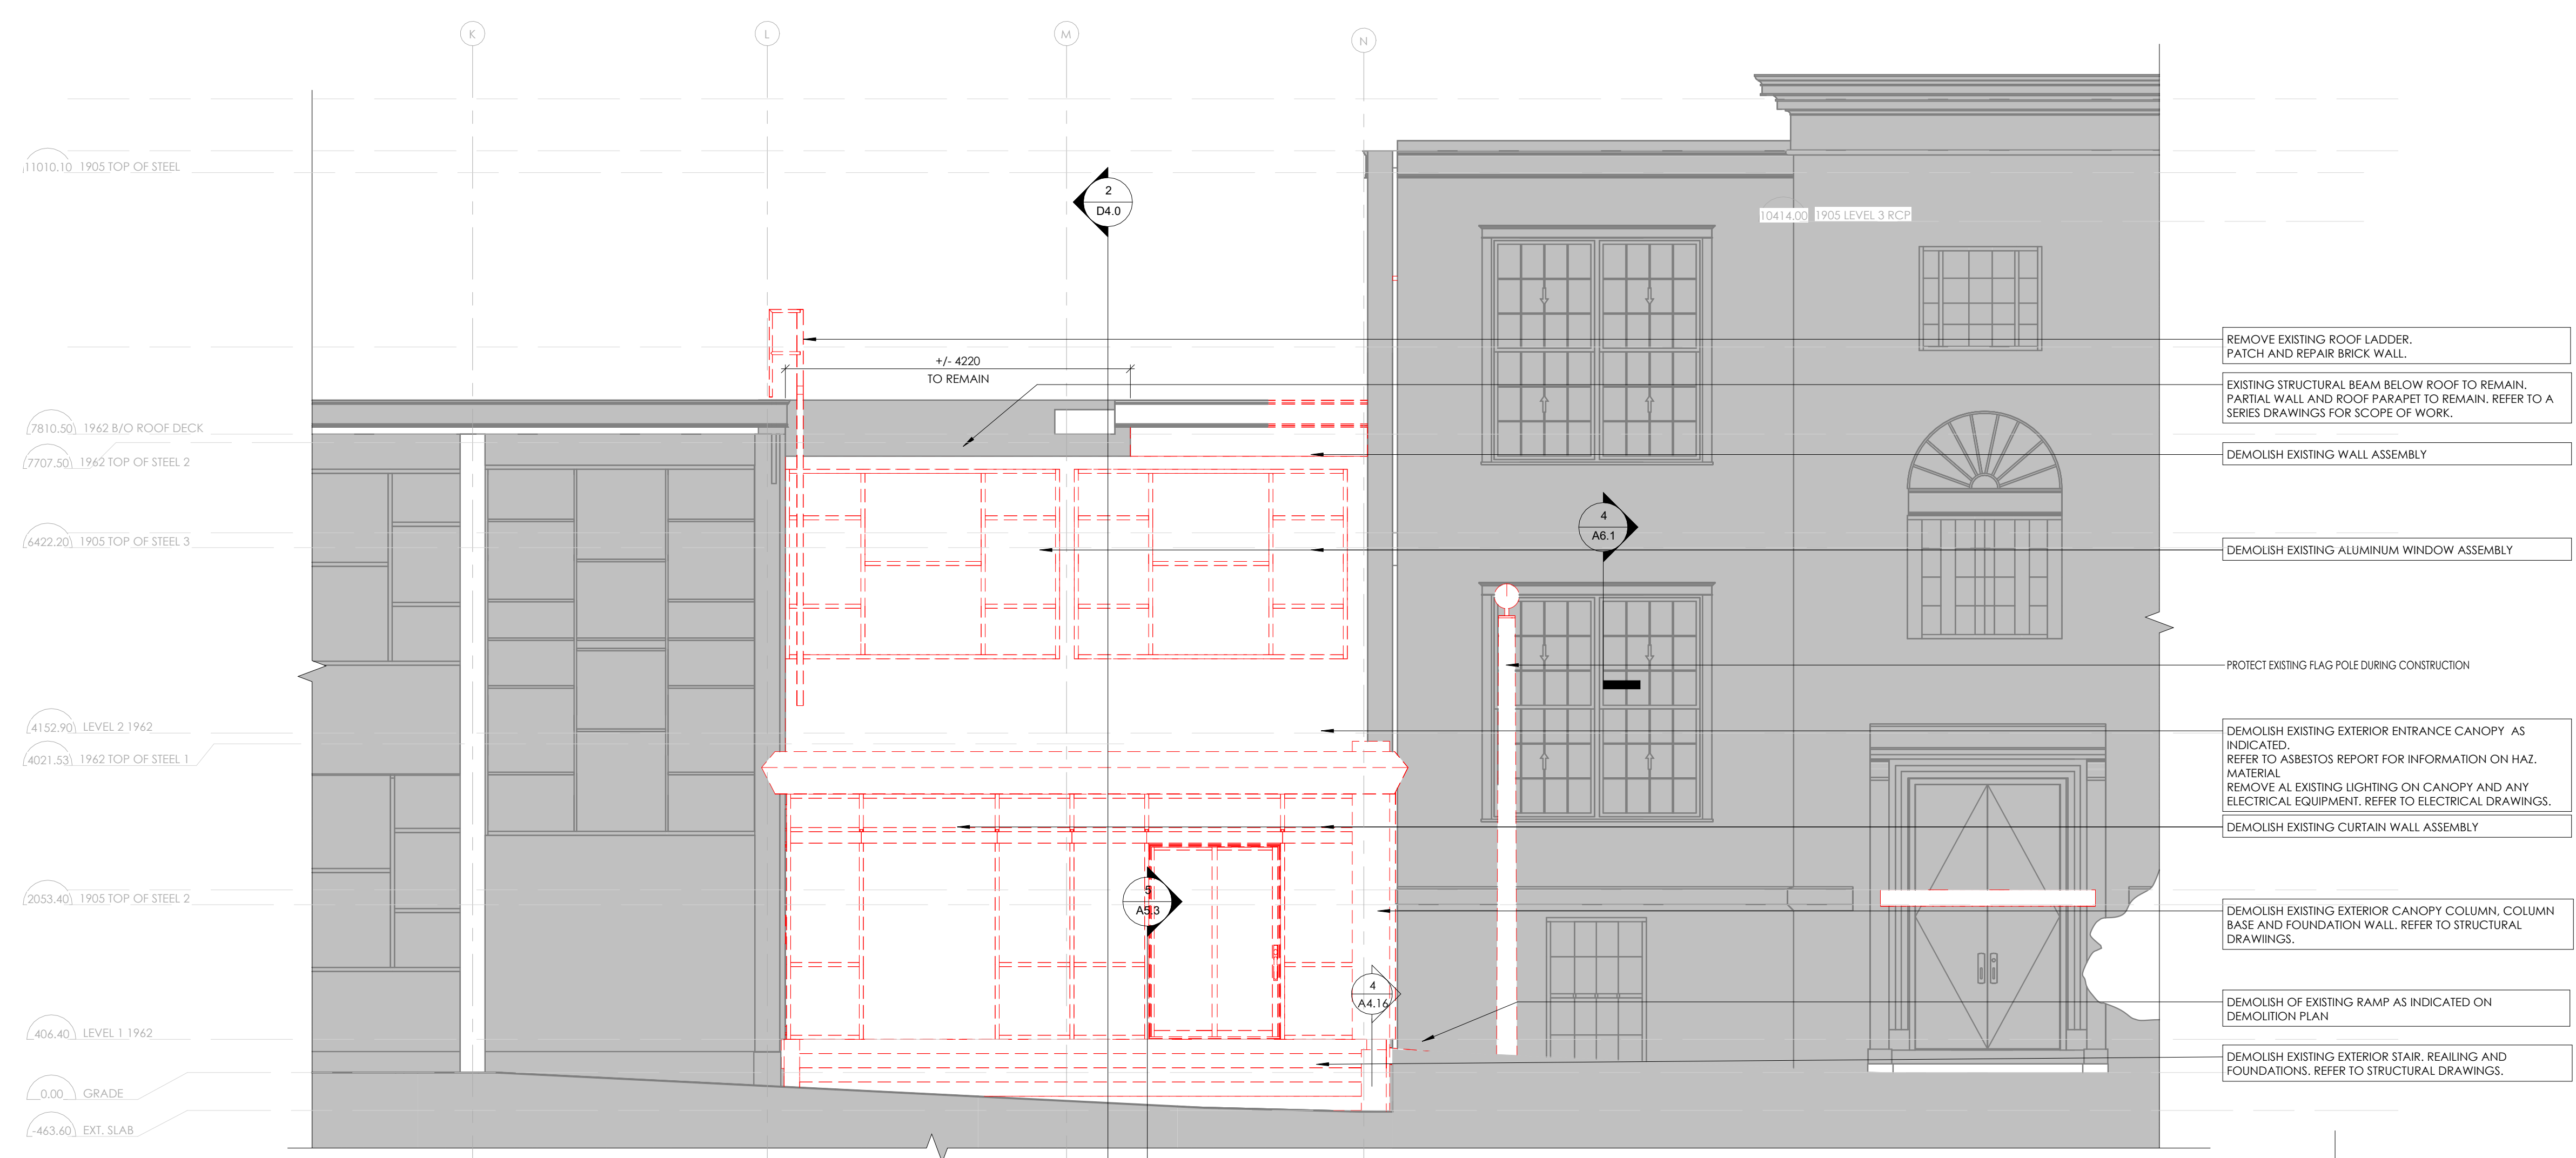 K
L
M
N
11010.10 1905 TOP OF STEEL
2
D4.0
10414.00 1905 LEVEL 3 RCP
+/- 4220
TO REMAIN
7810.50 1962 B/O ROOF DECK
7707.50 1962 TOP OF STEEL 2
6422.20 1905 TOP OF STEEL 3
4
A6.1
4152.90 LEVEL 2 1962
4021.53 1962 TOP OF STEEL 1
2053.40 1905 TOP OF STEEL 2
5
A5.3
4
A4.16
406.40 LEVEL 1 1962
0.00 GRADE
-463.60 EXT. SLAB
REMOVE EXISTING ROOF LADDER.
PATCH AND REPAIR BRICK WALL.
EXISTING STRUCTURAL BEAM BELOW ROOF TO REMAIN.
PARTIAL WALL AND ROOF PARAPET TO REMAIN. REFER TO A
SERIES DRAWINGS FOR SCOPE OF WORK.
DEMOLISH EXISTING WALL ASSEMBLY
DEMOLISH EXISTING ALUMINUM WINDOW ASSEMBLY
PROTECT EXISTING FLAG POLE DURING CONSTRUCTION
DEMOLISH EXISTING EXTERIOR ENTRANCE CANOPY AS
INDICATED.
REFER TO ASBESTOS REPORT FOR INFORMATION ON HAZ.
MATERIAL
REMOVE AL EXISTING LIGHTING ON CANOPY AND ANY
ELECTRICAL EQUIPMENT. REFER TO ELECTRICAL DRAWINGS.
DEMOLISH EXISTING CURTAIN WALL ASSEMBLY
DEMOLISH EXISTING EXTERIOR CANOPY COLUMN, COLUMN
BASE AND FOUNDATION WALL. REFER TO STRUCTURAL
DRAWIINGS.
DEMOLISH OF EXISTING RAMP AS INDICATED ON
DEMOLITION PLAN
DEMOLISH EXISTING EXTERIOR STAIR. REAILING AND
FOUNDATIONS. REFER TO STRUCTURAL DRAWINGS.